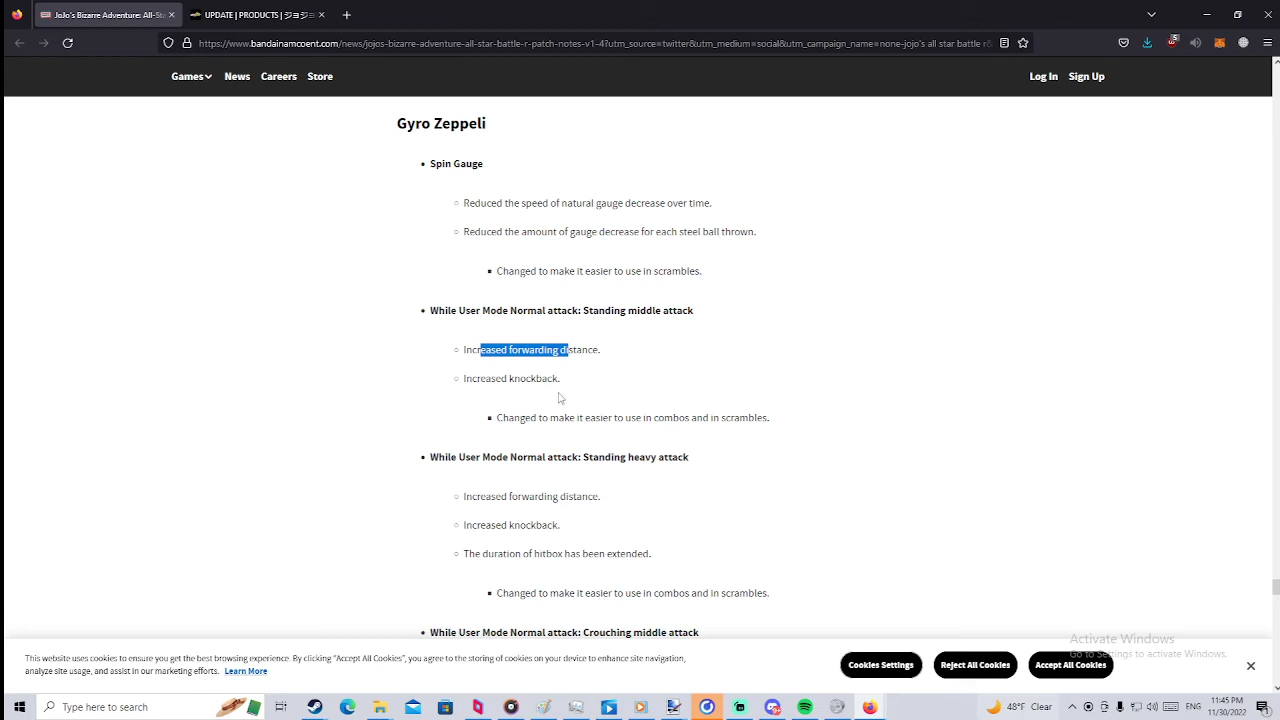 JoJo's Bizarre Adventure: All-Sta
UPDATE | PRODUCTS | ジョジョ
https://www.bandainamcoent.com/news/jojos-bizarre-adventure-all-star-battle-r-patch-notes-v1-4?utm_source=twitter&utm_medium=social&utm_campaign_name=none-jojo's all star battle r&
Games News Careers Store Log In Sign Up
Gyro Zeppeli
Spin Gauge
Reduced the speed of natural gauge decrease over time.
Reduced the amount of gauge decrease for each steel ball thrown.
Changed to make it easier to use in scrambles.
While User Mode Normal attack: Standing middle attack
Increased forwarding distance.
Increased knockback.
Changed to make it easier to use in combos and in scrambles.
While User Mode Normal attack: Standing heavy attack
Increased forwarding distance.
Increased knockback.
The duration of hitbox has been extended.
Changed to make it easier to use in combos and in scrambles.
While User Mode Normal attack: Crouching middle attack
Activate Windows
Go to Settings to activate Windows.
This website uses cookies to ensure you get the best browsing experience. By clicking "Accept All Cookies", you agree to the storing of cookies on your device to enhance site navigation,
analyze site usage, and assist in our marketing efforts. Learn More
Cookies Settings
Reject All Cookies
Accept All Cookies
Type here to search
48°F Clear
ENG
11:45 PM
11/30/2022